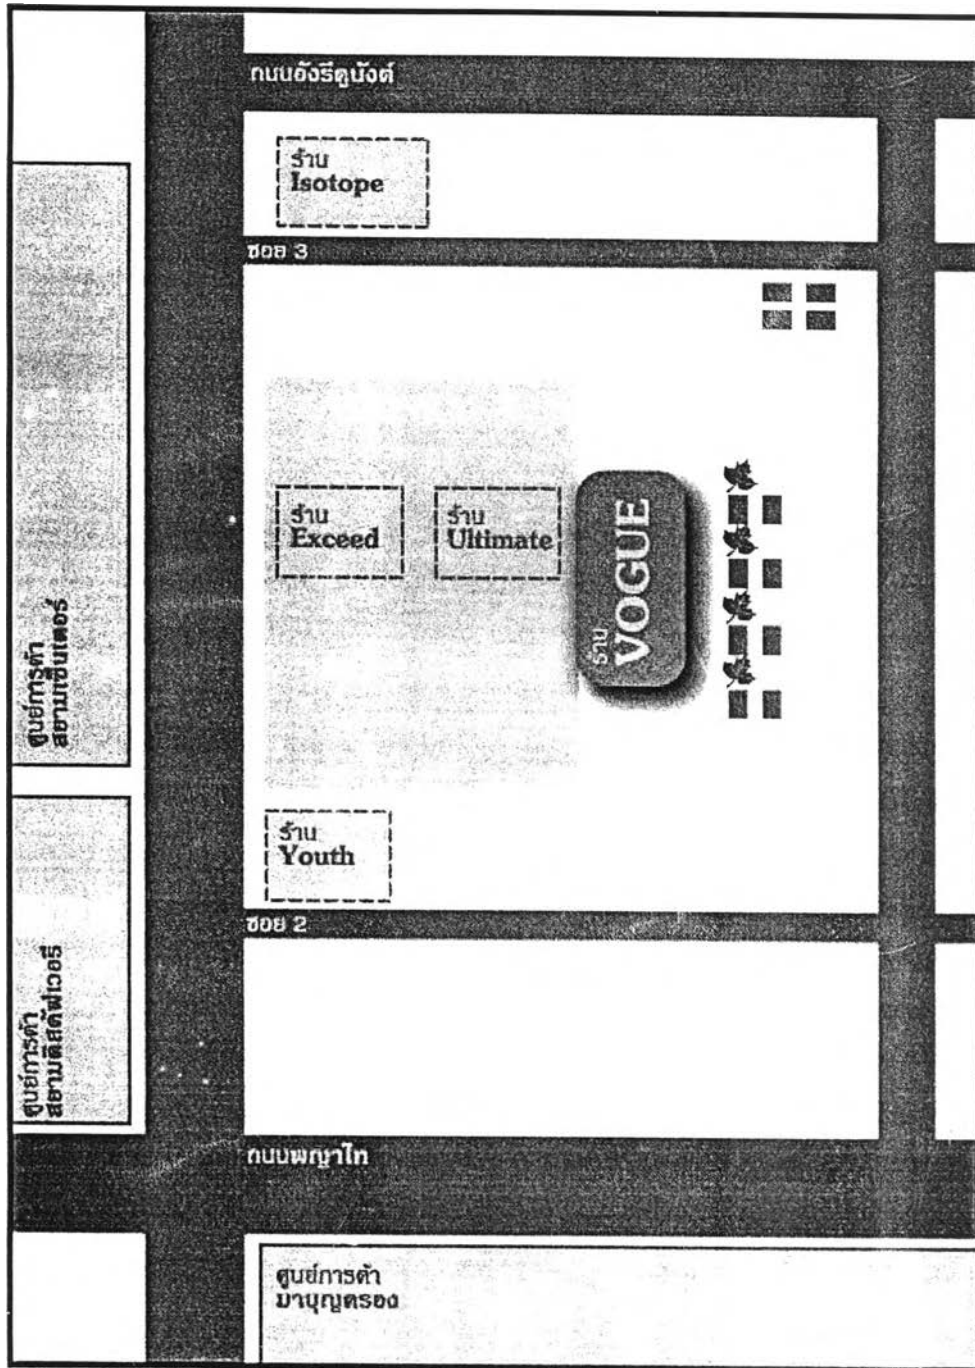 ถนนอังรีดูนังต์
ร้าน
Isotope
ซอย 3
ร้าน
Exceed
ร้าน
Ultimate
ร้าน
VOGUE
ศูนย์การค้า
สยามเซ็นเตอร์
ร้าน
Youth
ซอย 2
ศูนย์การค้า
สยามดิสคัฟเวอรี
ถนนพญาไท
ศูนย์การค้า
มาบุญครอง